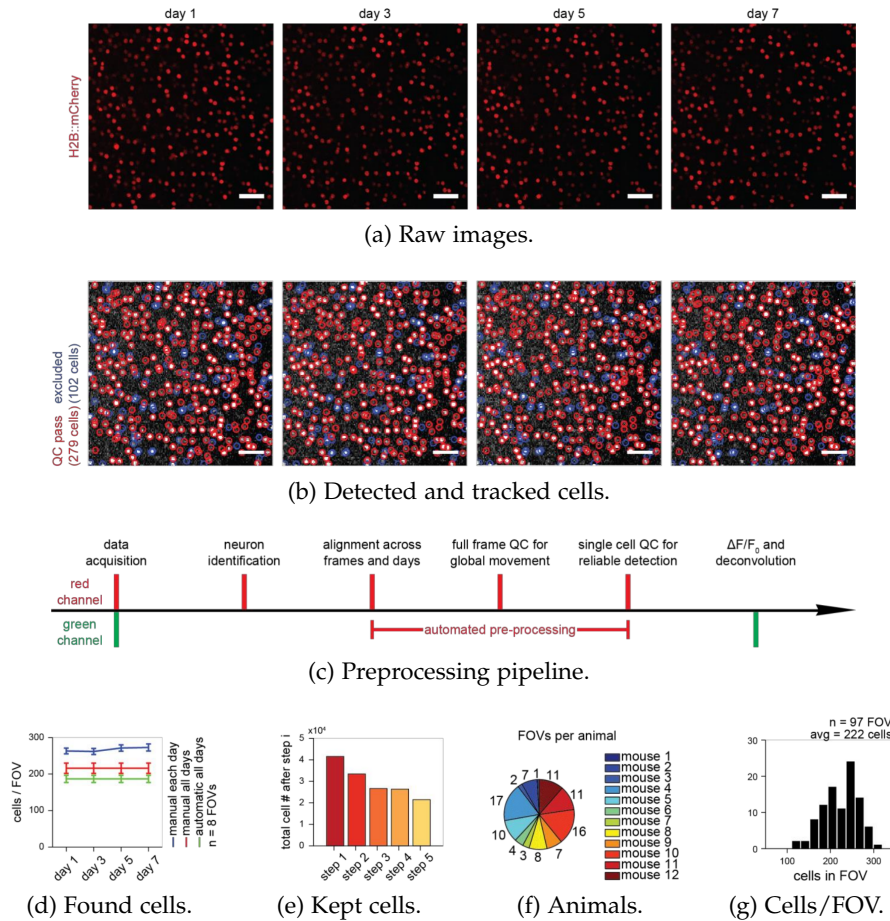 day 1 day 3 day 5 day 7
H2B::mCherry
(a) Raw images.
QC pass excluded
(279 cells) (102 cells)
(b) Detected and tracked cells.
data acquisition
neuron identification
alignment across frames and days
full frame QC for global movement
single cell QC for reliable detection
ΔF/F₀ and deconvolution
red channel
green channel
automated pre-processing
(c) Preprocessing pipeline.
cells / FOV
300
200
100
0
day 1 day 3 day 5 day 7
manual each day
manual all days
automatic all days
n = 8 FOVs
(d) Found cells.
total cell # after step i
x10⁴
5
4
3
2
1
0
step 1 step 2 step 3 step 4 step 5
(e) Kept cells.
FOVs per animal
1 11 11 16 7 8 3 4 10 17 2 7
mouse 1
mouse 2
mouse 3
mouse 4
mouse 5
mouse 6
mouse 7
mouse 8
mouse 9
mouse 10
mouse 11
mouse 12
(f) Animals.
n = 97 FOV
avg = 222 cells
30
20
10
0
100 200 300
cells in FOV
(g) Cells/FOV.